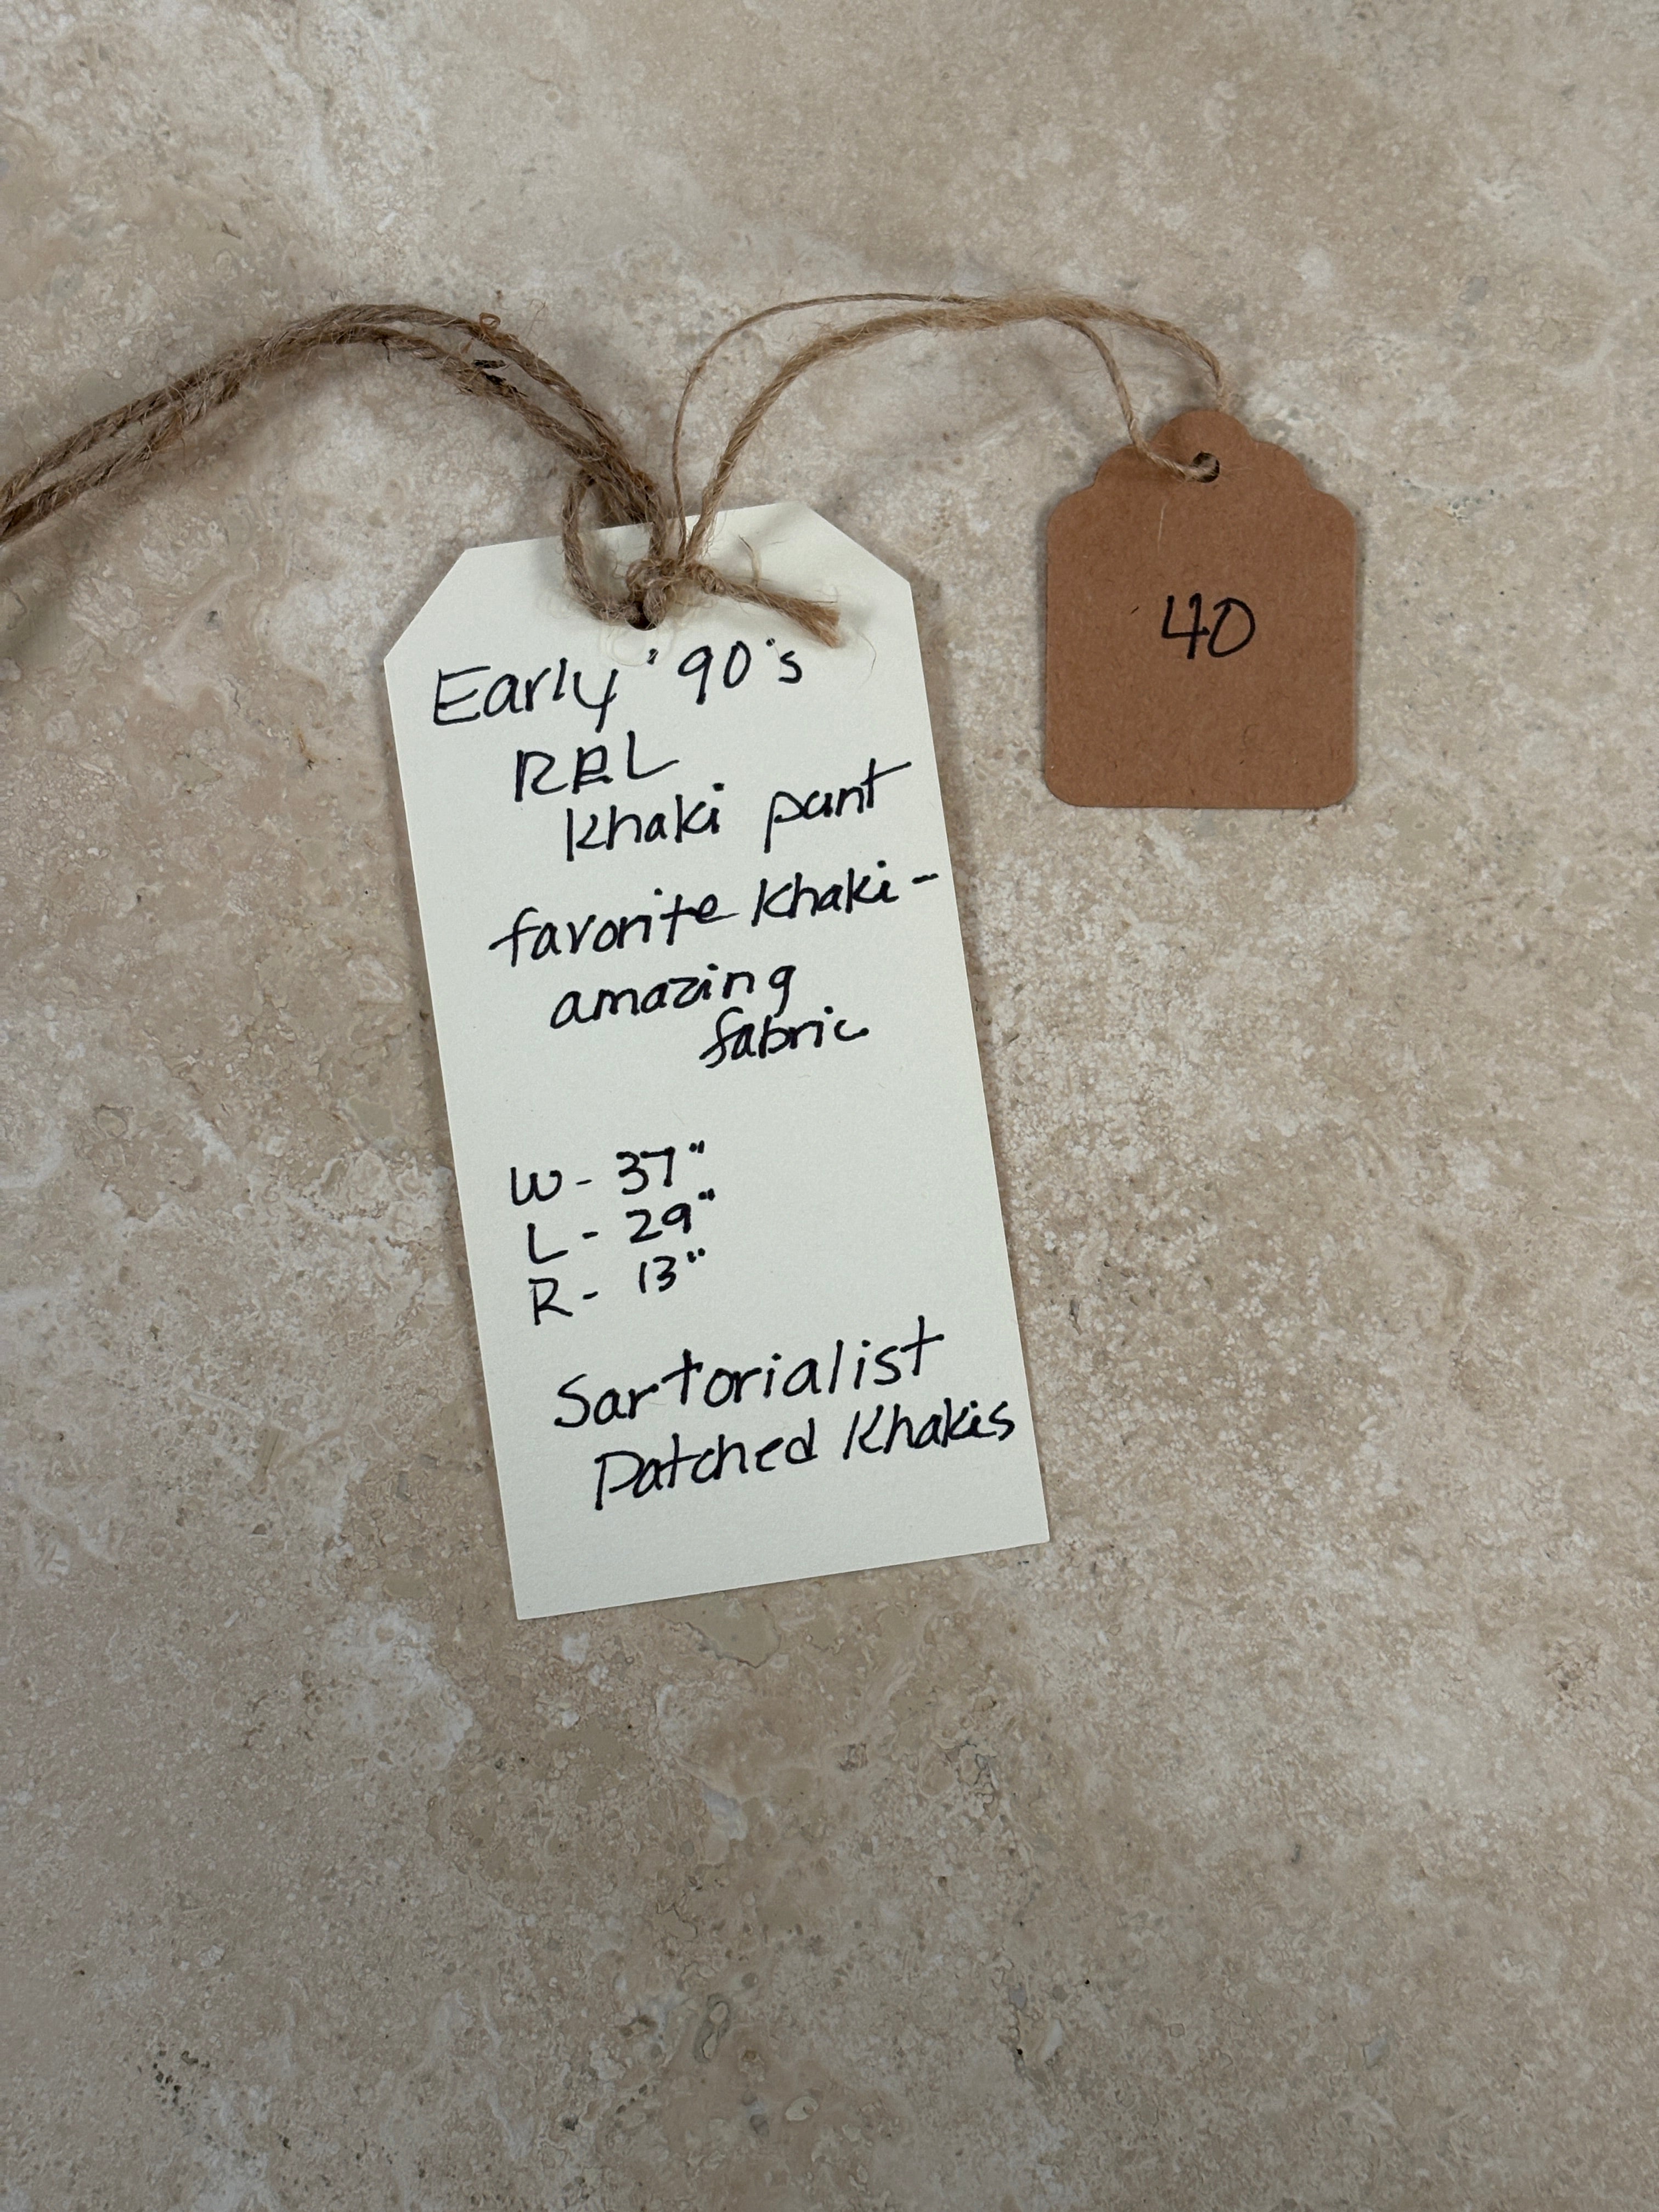 Early '90's
RRL
Khaki pant
favorite Khaki-
amazing
fabric
W- 37"
L- 29"
R- 13"
Sartorialist
Patched Khakis
40